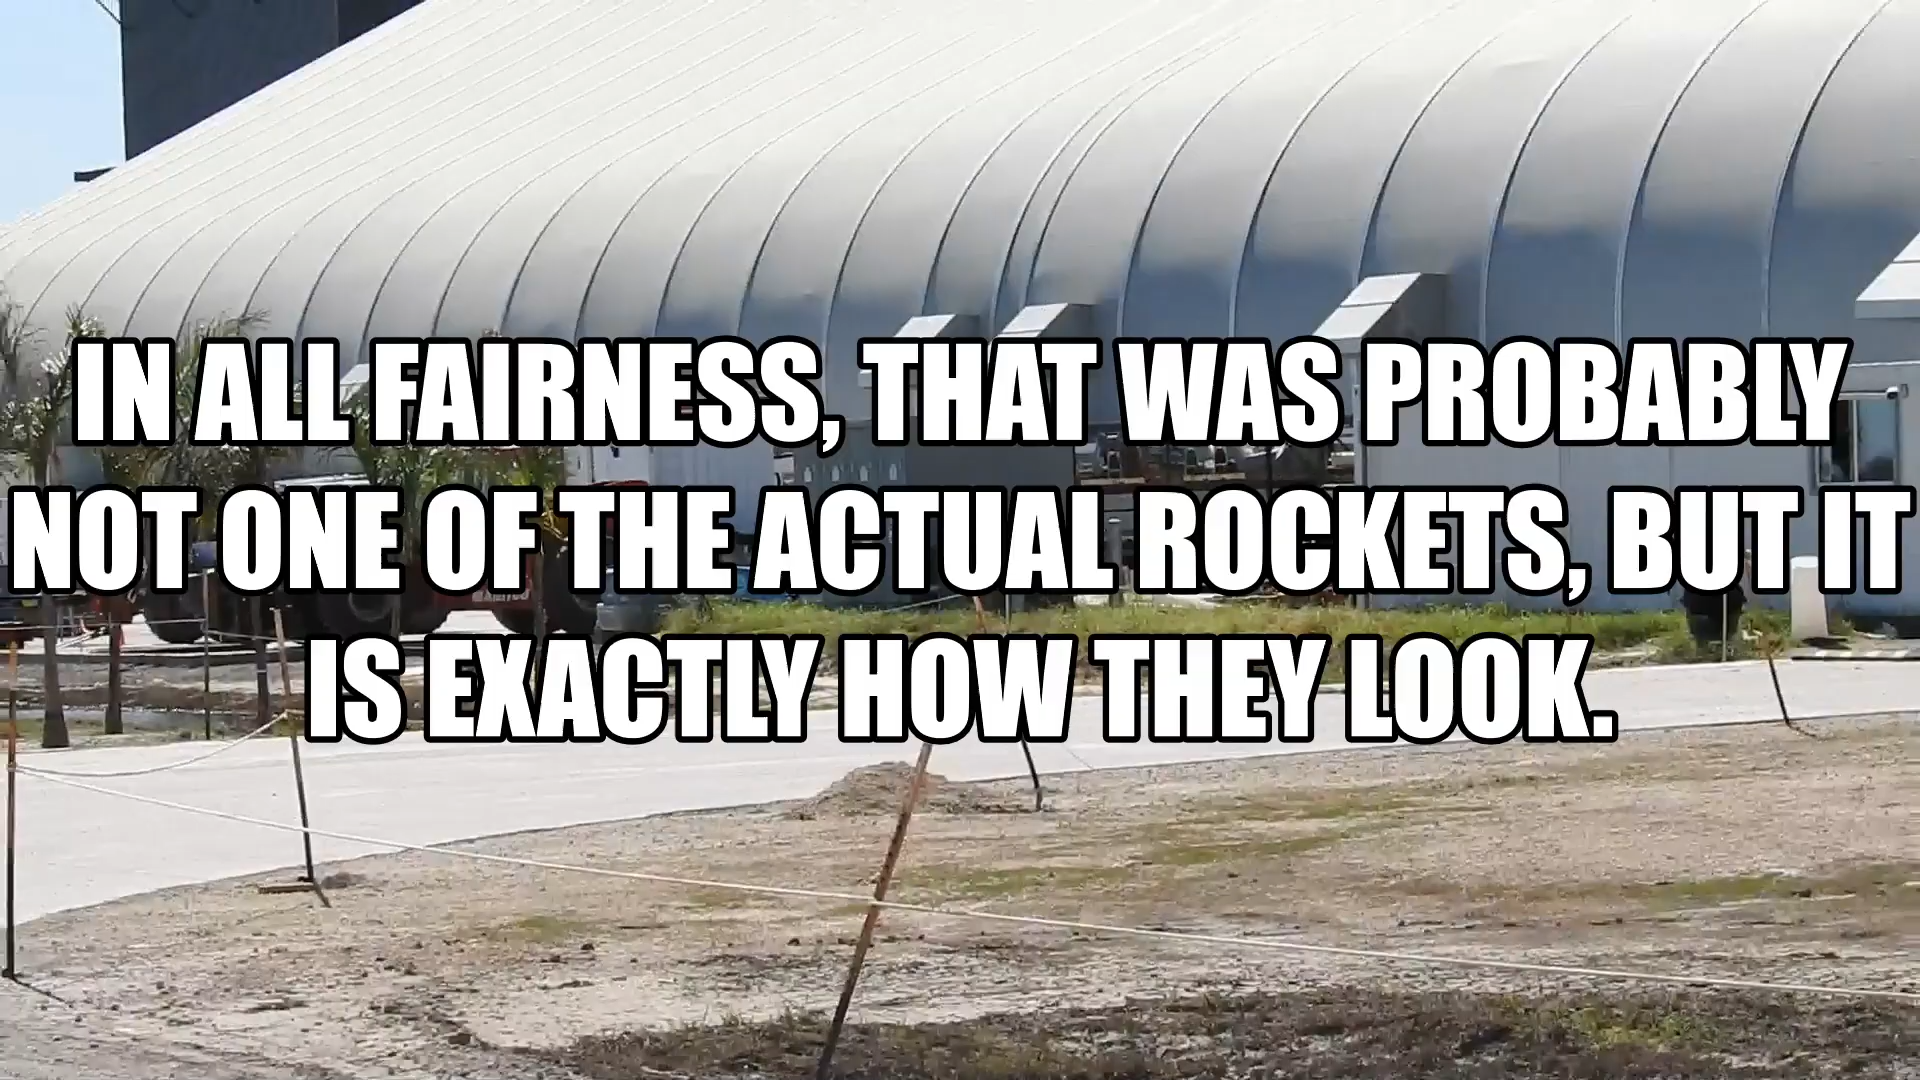 IN ALL FAIRNESS, THAT WAS PROBABLY
NOT ONE OF THE ACTUAL ROCKETS, BUT IT
IS EXACTLY HOW THEY LOOK.